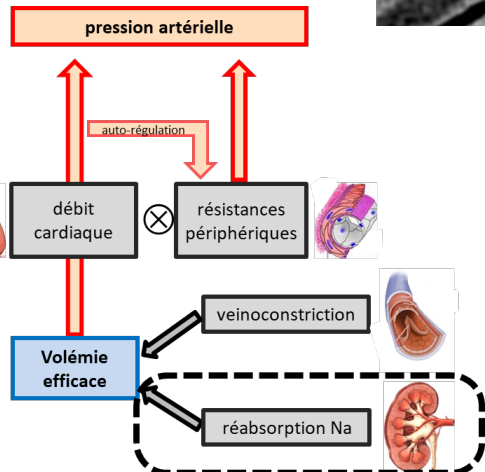 pression artérielle
auto-régulation
débit
cardiaque
résistances
périphériques
veinoconstriction
Volémie
efficace
réabsorption Na